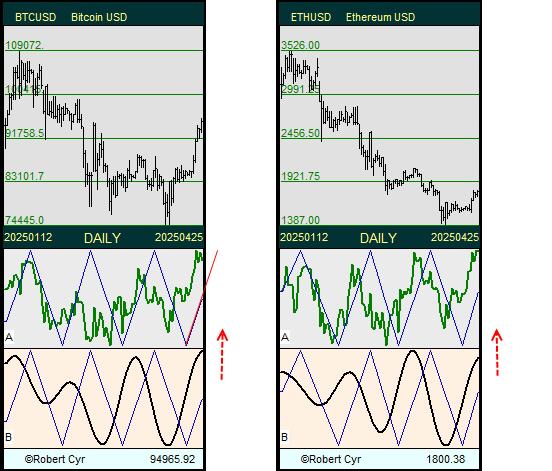 BTCUSD Bitcoin USD
109072.
100415
91758.5
83101.7
74445.0
20250112 DAILY 20250425
A
B
©Robert Cyr 94965.92
ETHUSD Ethereum USD
3526.00
2991.25
2456.50
1921.75
1387.00
20250112 DAILY 20250425
A
B
©Robert Cyr 1800.38